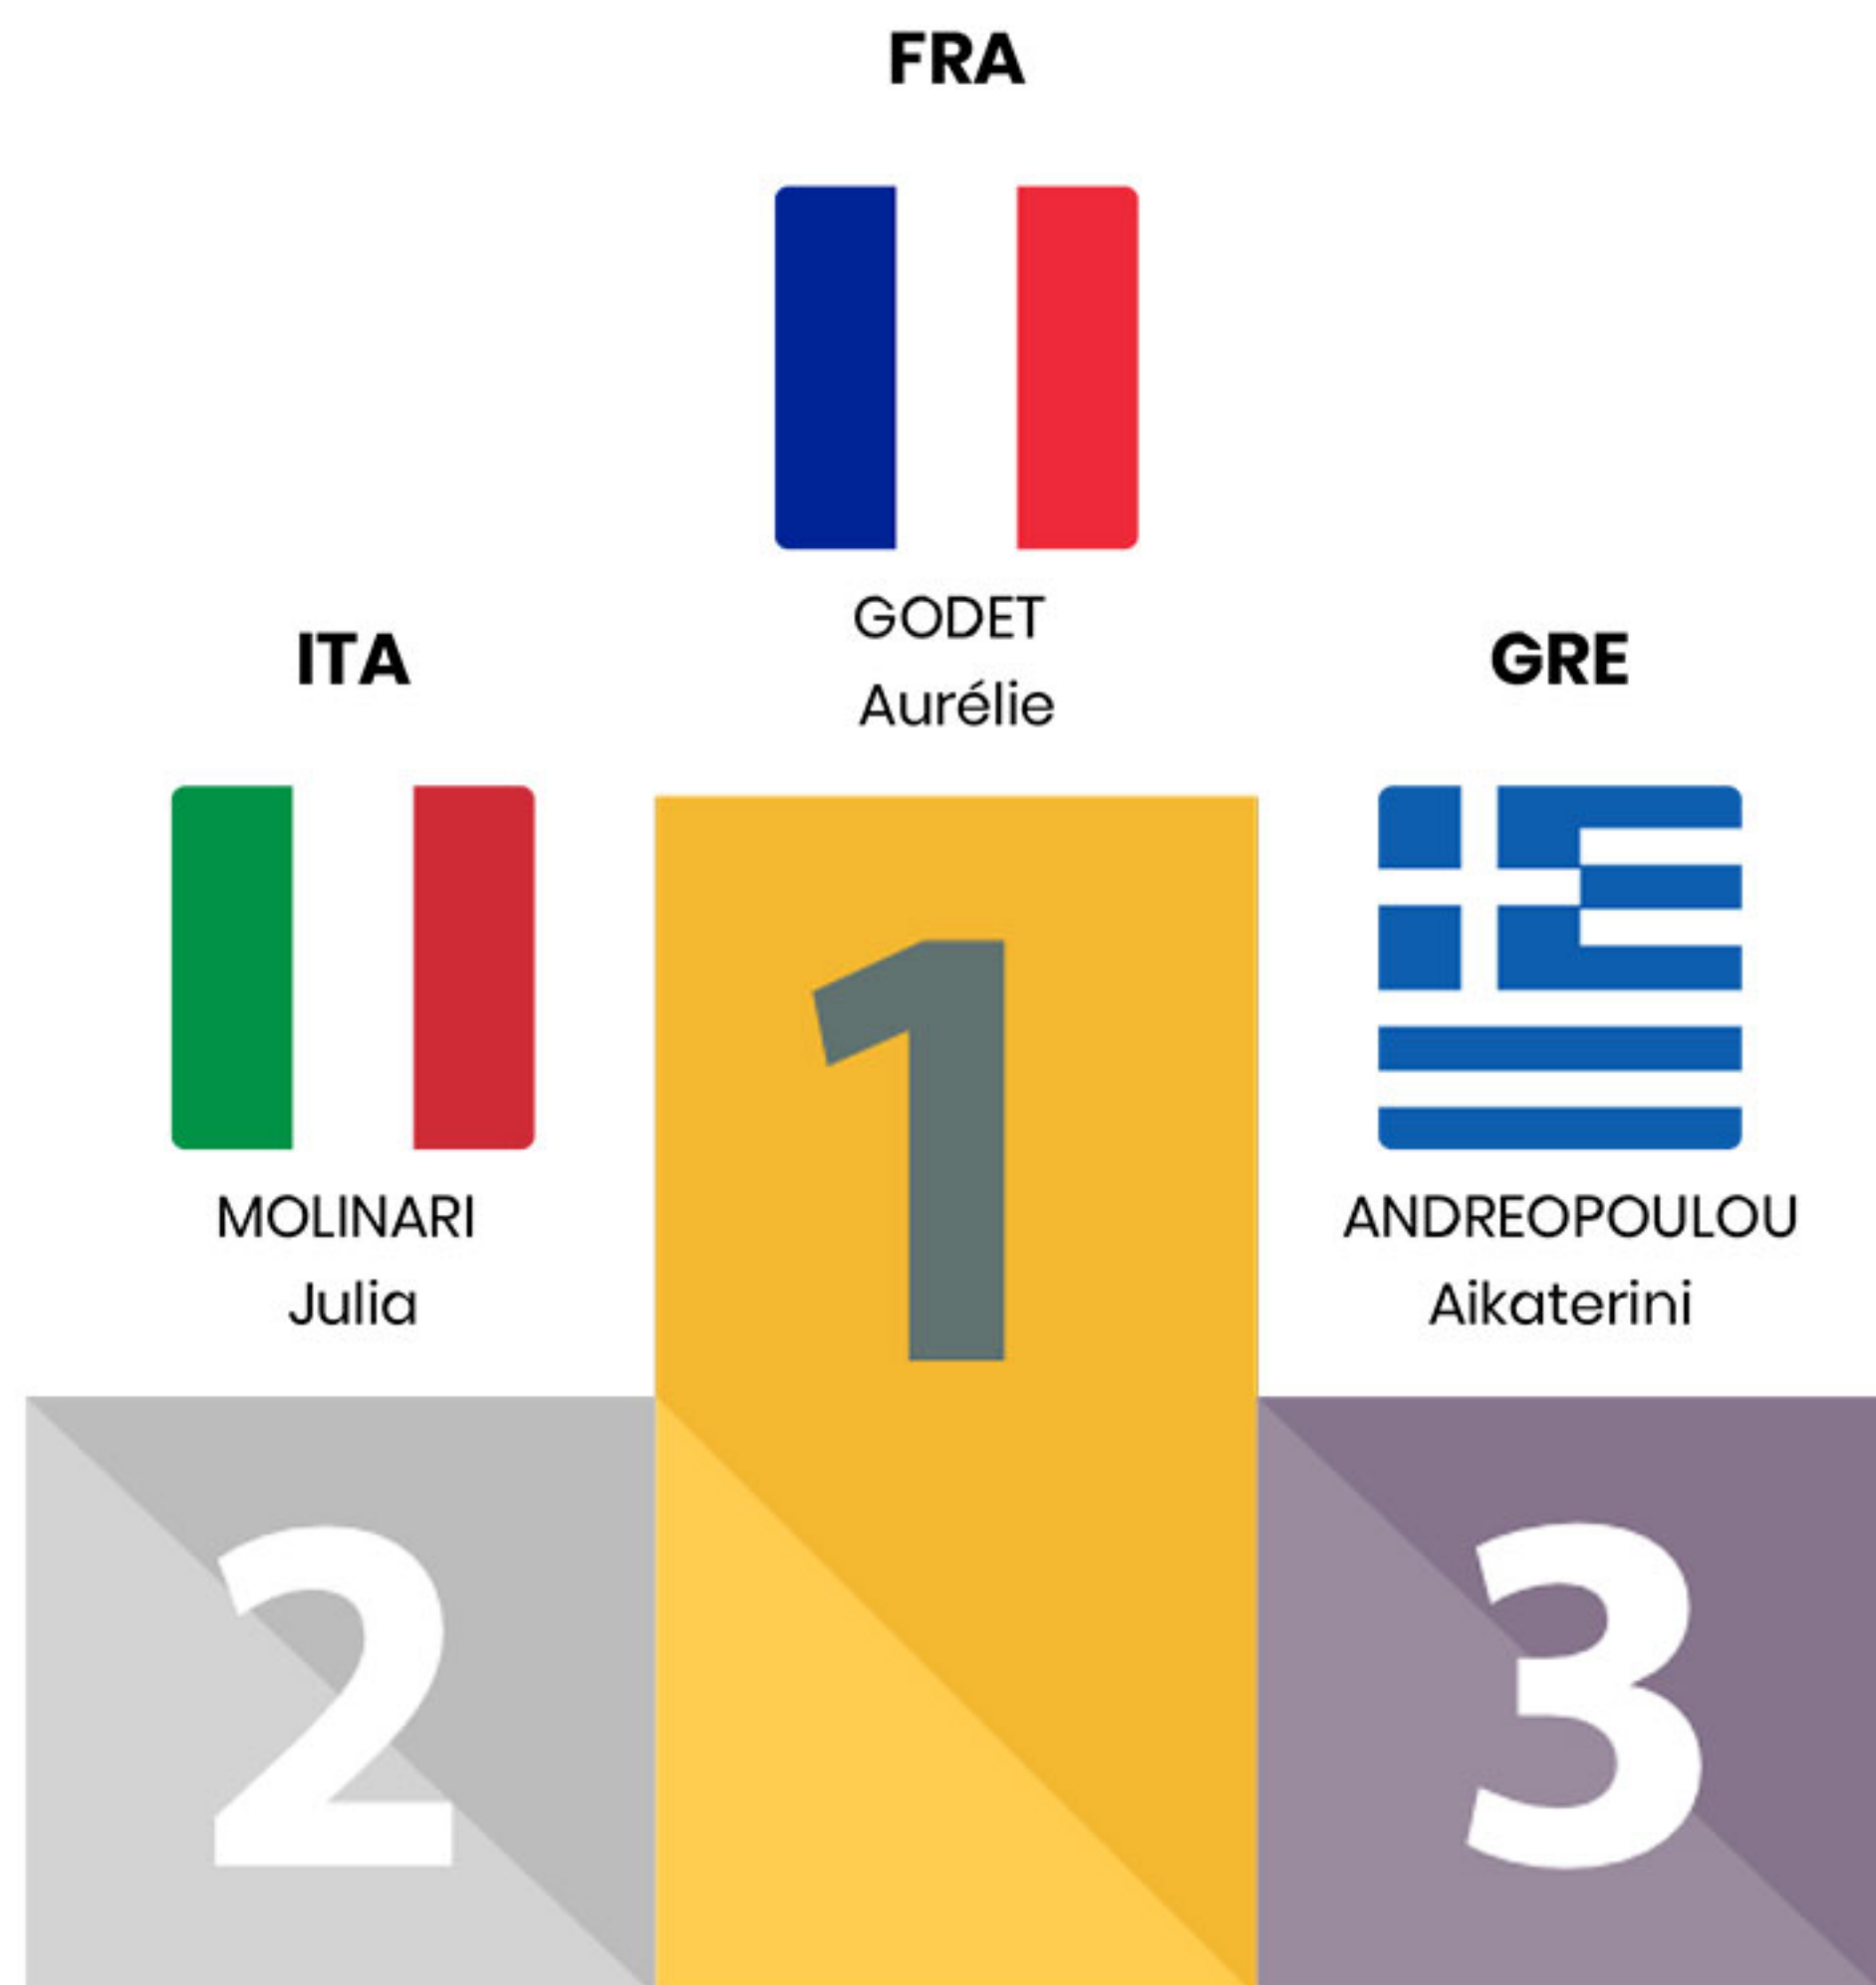 FRA
GODET
Aurélie
ITA
MOLINARI
Julia
GRE
ANDREOPOULOU
Aikaterini
1
2
3